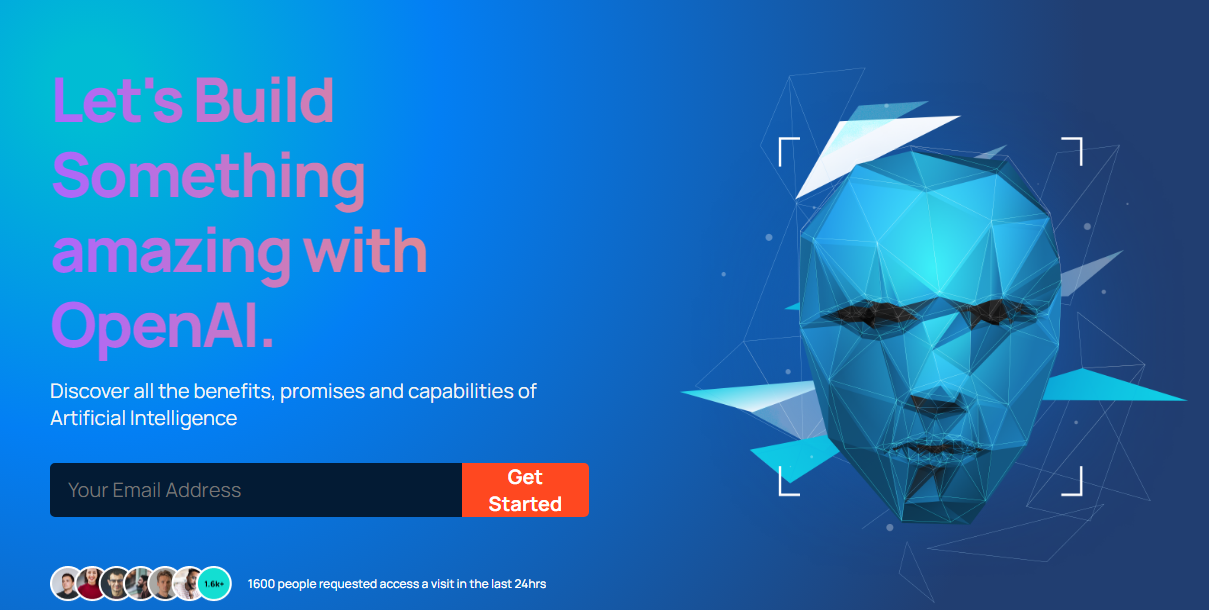 Let's Build
Something
amazing with
OpenAI.
Discover all the benefits, promises and capabilities of
Artificial Intelligence
Your Email Address
Get
Started
1.6k+
1600 people requested access a visit in the last 24hrs